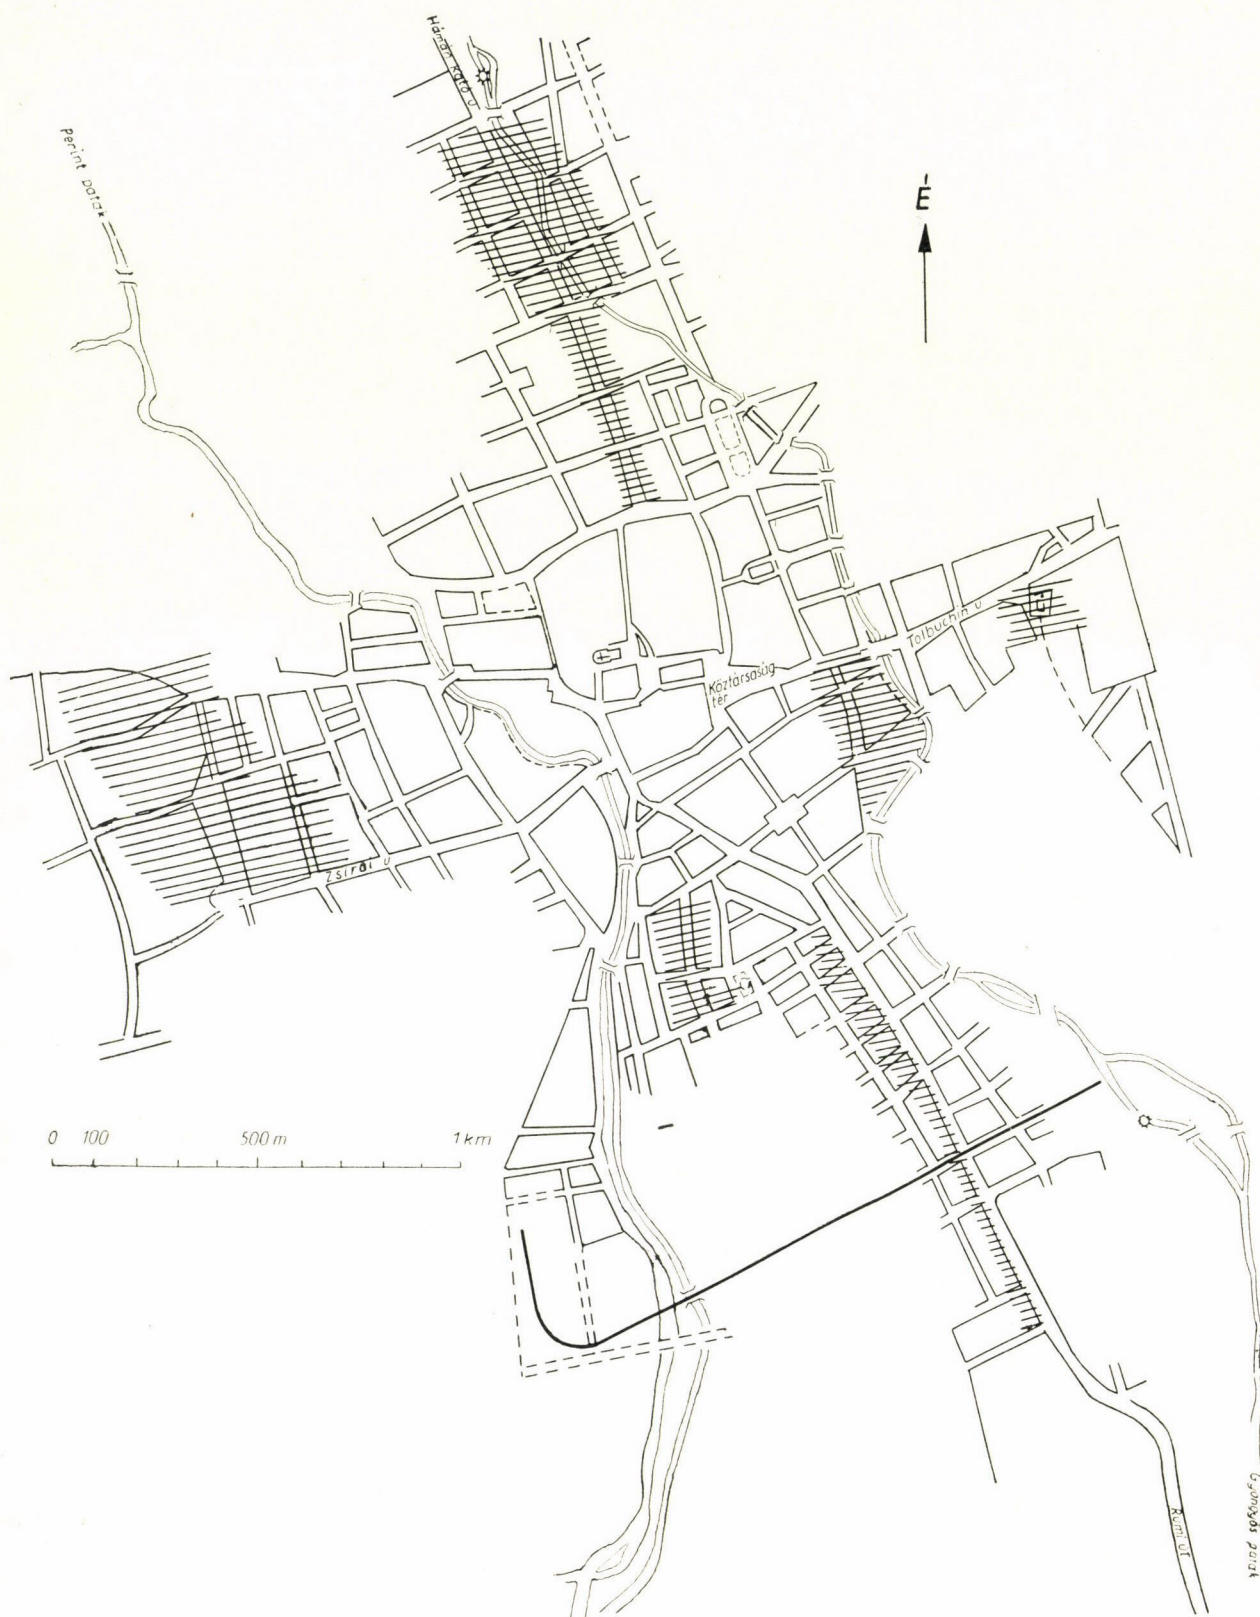 Hámán Kató u
Perint patak
É
Tolbuchin u
Köztársaság
tér
Zsirai u
0 100 500 m 1 km
Rumi út
Gyöngyös patak